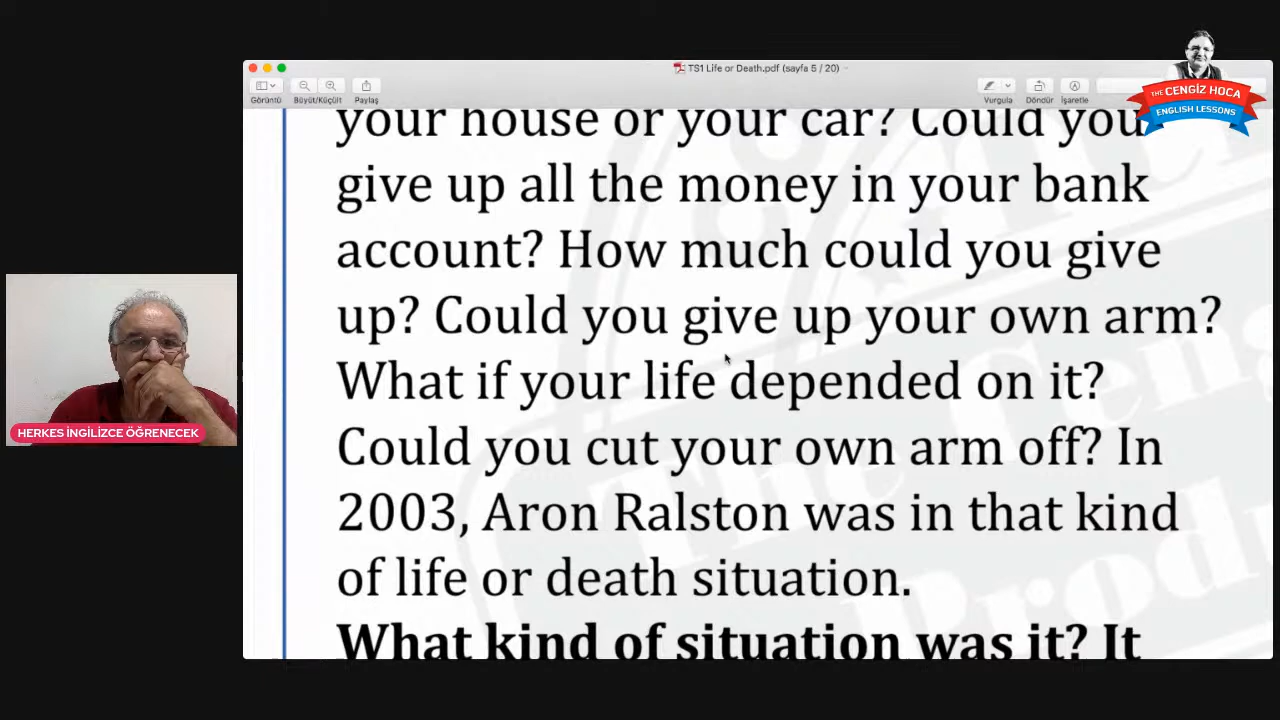 TS1 Life or Death.pdf (sayfa 5 / 20)
Görüntü
Büyüt/Küçült
Paylaş
Vurgula
Döndür
İşaretle
THE CENGİZ HOCA
ENGLISH LESSONS
your house or your car? Could you
give up all the money in your bank
account? How much could you give
up? Could you give up your own arm?
What if your life depended on it?
Could you cut your own arm off? In
2003, Aron Ralston was in that kind
of life or death situation.
What kind of situation was it? It
HERKES İNGİLİZCE ÖĞRENECEK